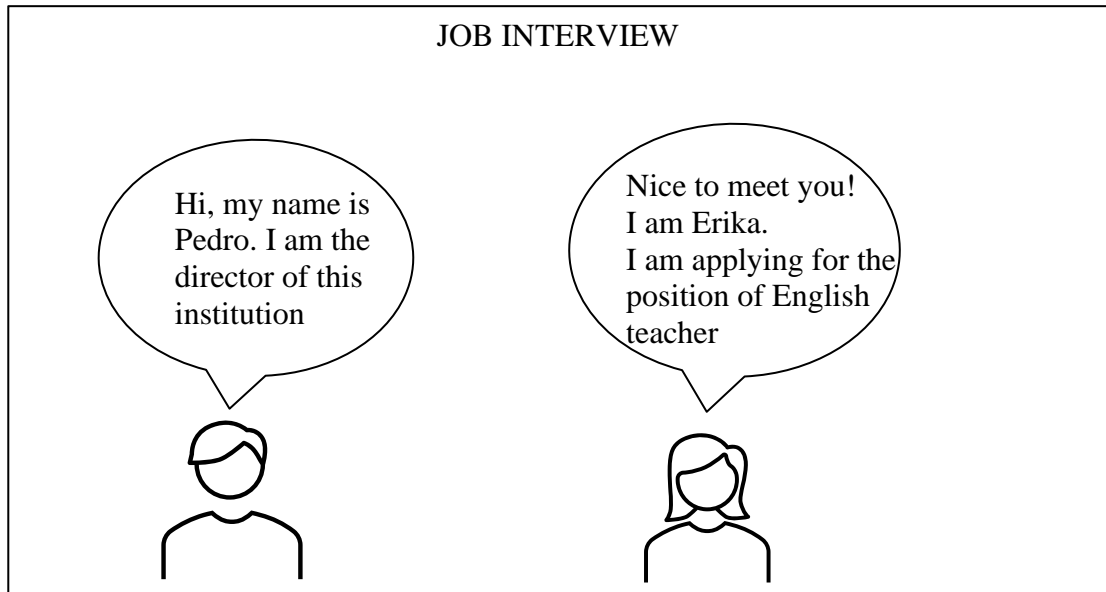 JOB INTERVIEW
Hi, my name is
Pedro. I am the
director of this
institution
Nice to meet you!
I am Erika.
I am applying for the
position of English
teacher